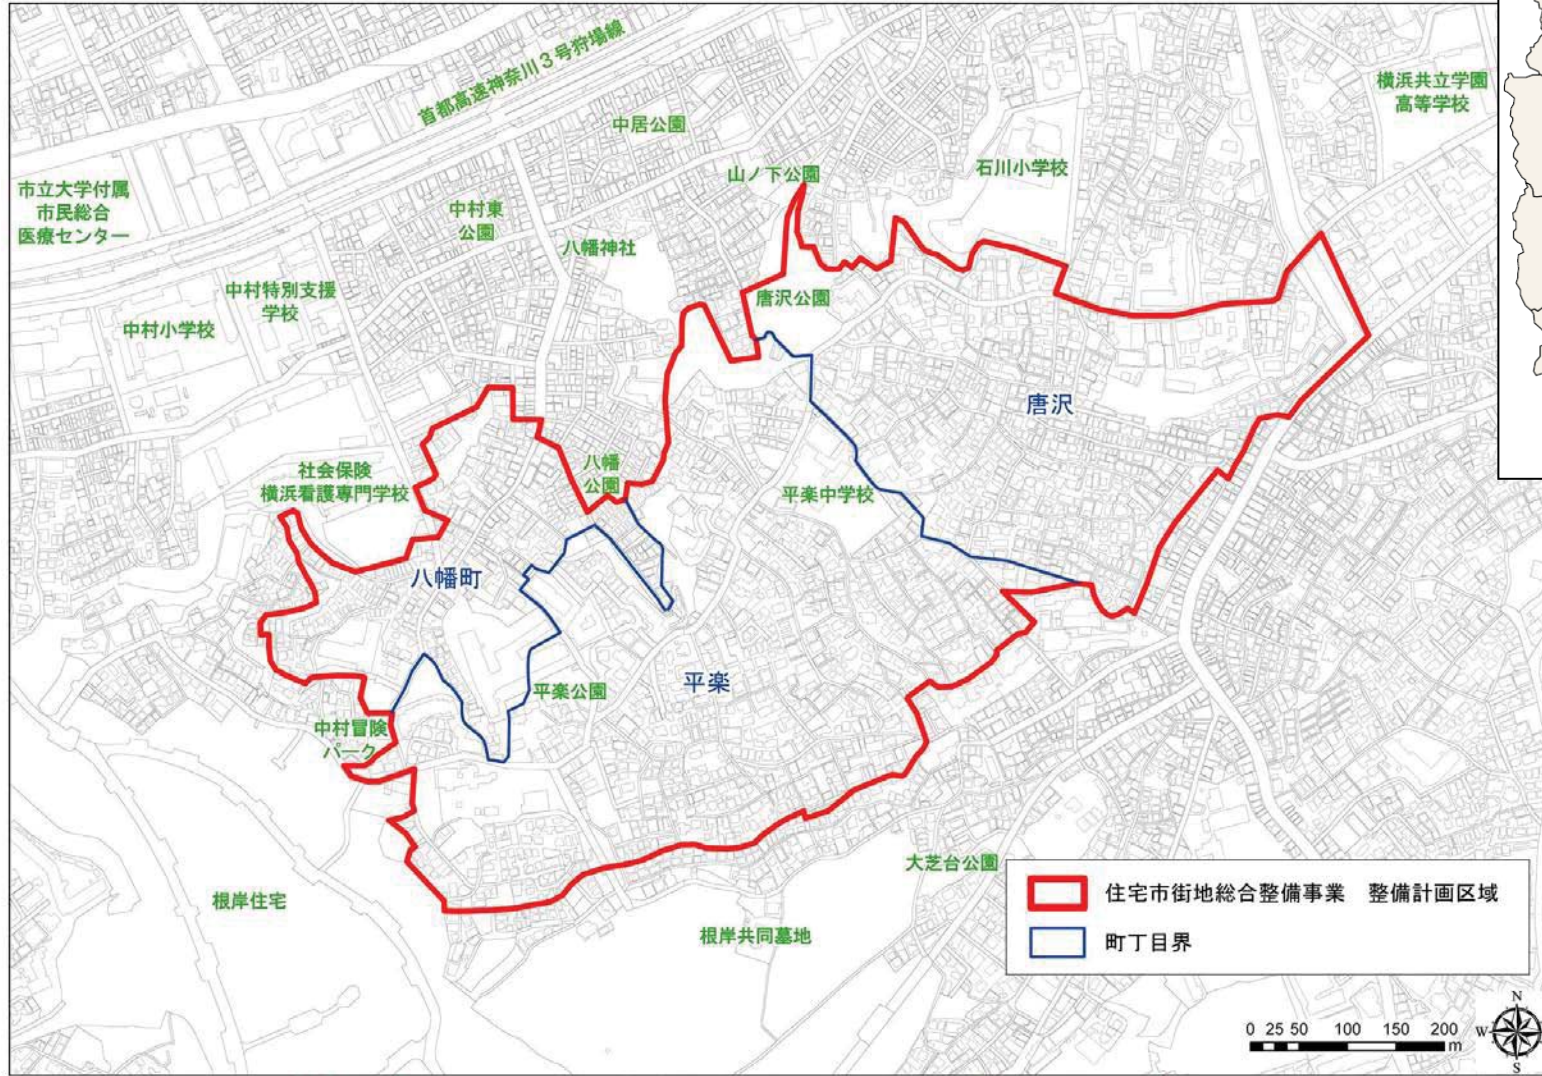 首都高速神奈川3号狩場線
横浜共立学園
高等学校
中居公園
山ノ下公園
石川小学校
市立大学付属
市民総合
医療センター
中村東
公園
八幡神社
中村特別支援
学校
唐沢公園
中村小学校
唐沢
八幡
公園
社会保険
横浜看護専門学校
平楽中学校
八幡町
平楽
平楽公園
中村冒険
パーク
大芝台公園
根岸住宅
根岸共同墓地
住宅市街地総合整備事業 整備計画区域
町丁目界
N
W
S
0 25 50 100 150 200
m